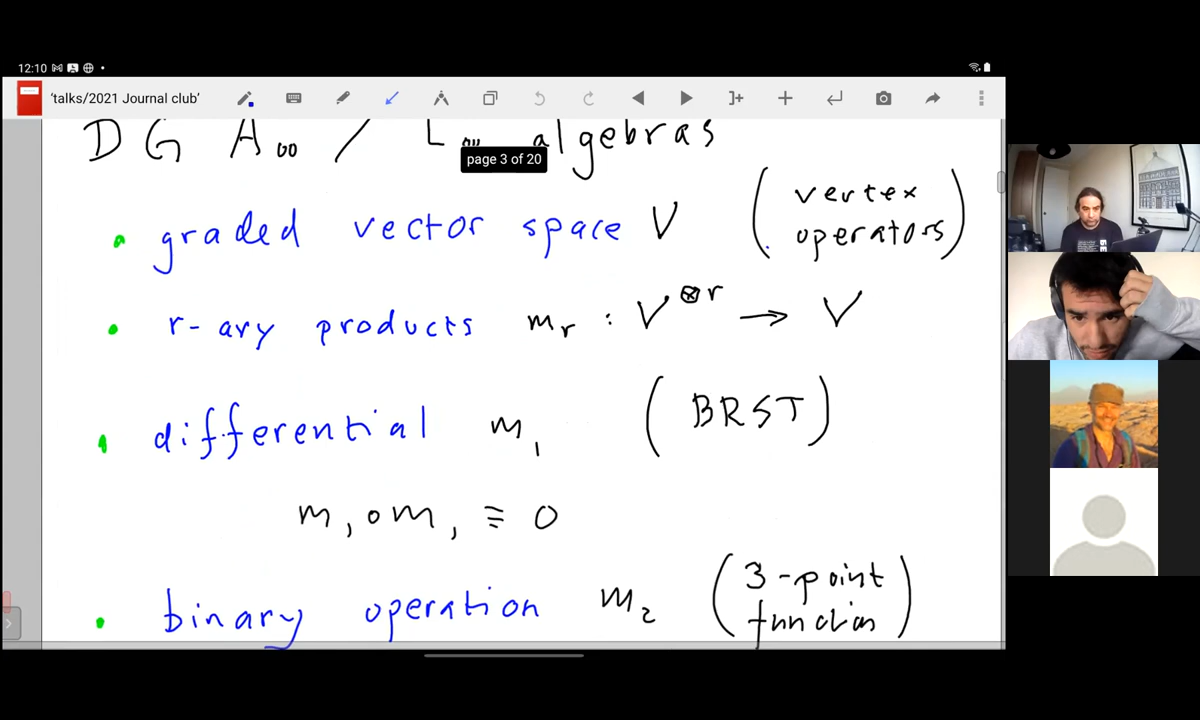 12:10
'talks/2021 Journal club'
DG A∞ / L∞ algebras
page 3 of 20
• graded vector space V (vertex operators)
• r-ary products mᵣ : V^⊗r → V
• differential m₁ (BRST)
m₁ ∘ m₁ ≡ 0
• binary operation m₂ (3-point function)